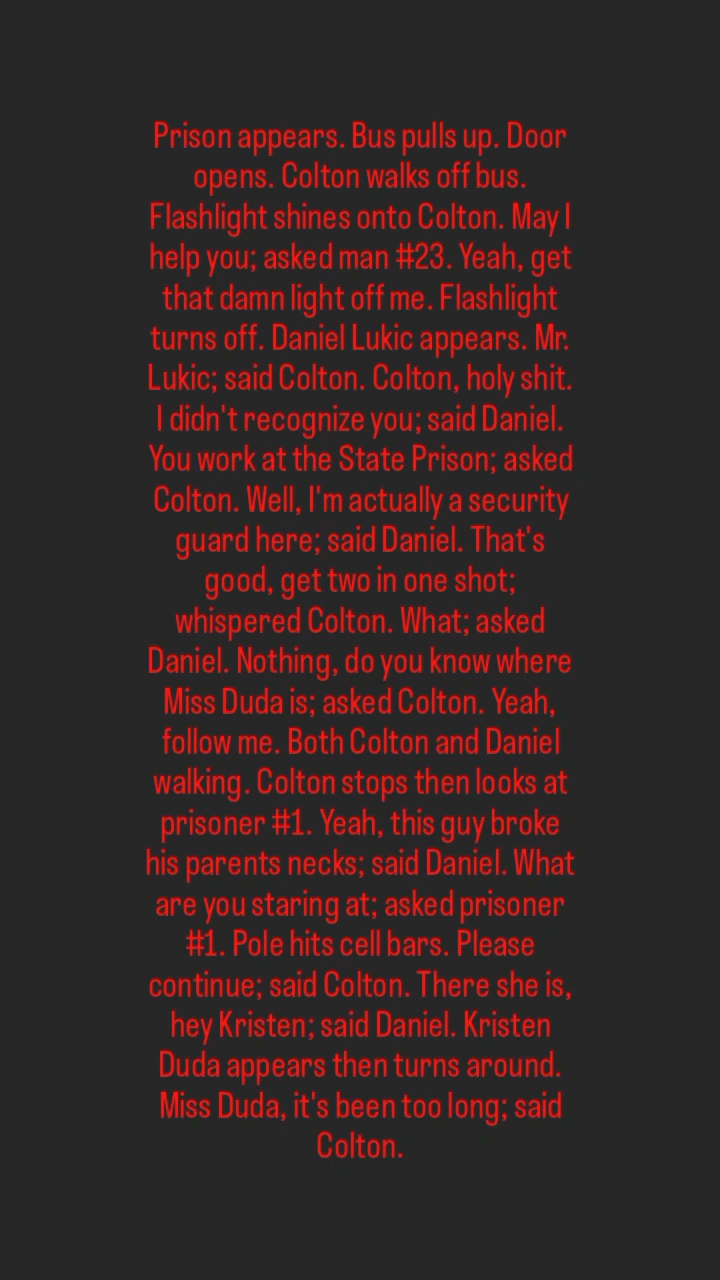 Prison appears. Bus pulls up. Door
opens. Colton walks off bus.
Flashlight shines onto Colton. May I
help you; asked man #23. Yeah, get
that damn light off me. Flashlight
turns off. Daniel Lukic appears. Mr.
Lukic; said Colton. Colton, holy shit.
I didn't recognize you; said Daniel.
You work at the State Prison; asked
Colton. Well, I'm actually a security
guard here; said Daniel. That's
good, get two in one shot;
whispered Colton. What; asked
Daniel. Nothing, do you know where
Miss Duda is; asked Colton. Yeah,
follow me. Both Colton and Daniel
walking. Colton stops then looks at
prisoner #1. Yeah, this guy broke
his parents necks; said Daniel. What
are you staring at; asked prisoner
#1. Pole hits cell bars. Please
continue; said Colton. There she is,
hey Kristen; said Daniel. Kristen
Duda appears then turns around.
Miss Duda, it's been too long; said
Colton.